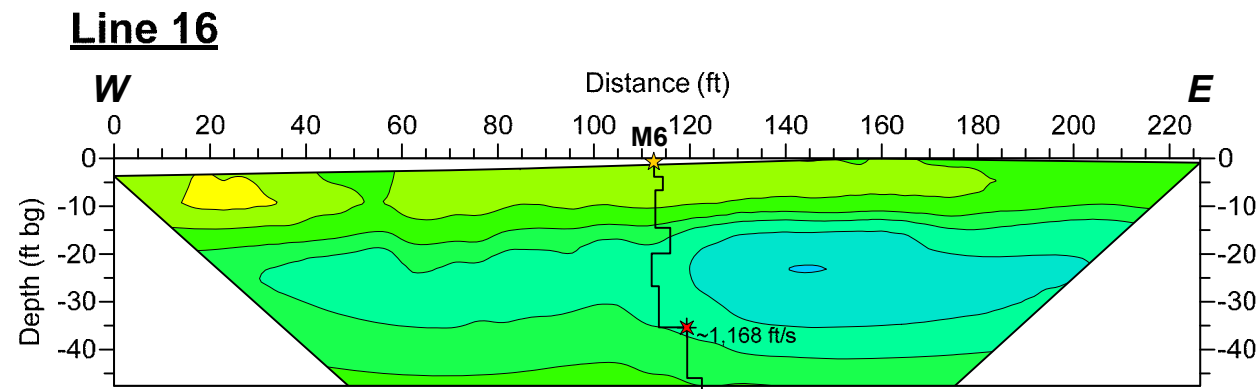 Line 16
W Distance (ft) E
0 20 40 60 80 100 120 140 160 180 200 220
M6
0 0
-10 -10
-20 -20
-30 -30
-40 -40
Depth (ft bg)
~1,168 ft/s